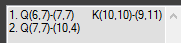 1. Q(6,7)-(7,7) K(10,10)-(9,11)
2. Q(7,7)-(10,4)